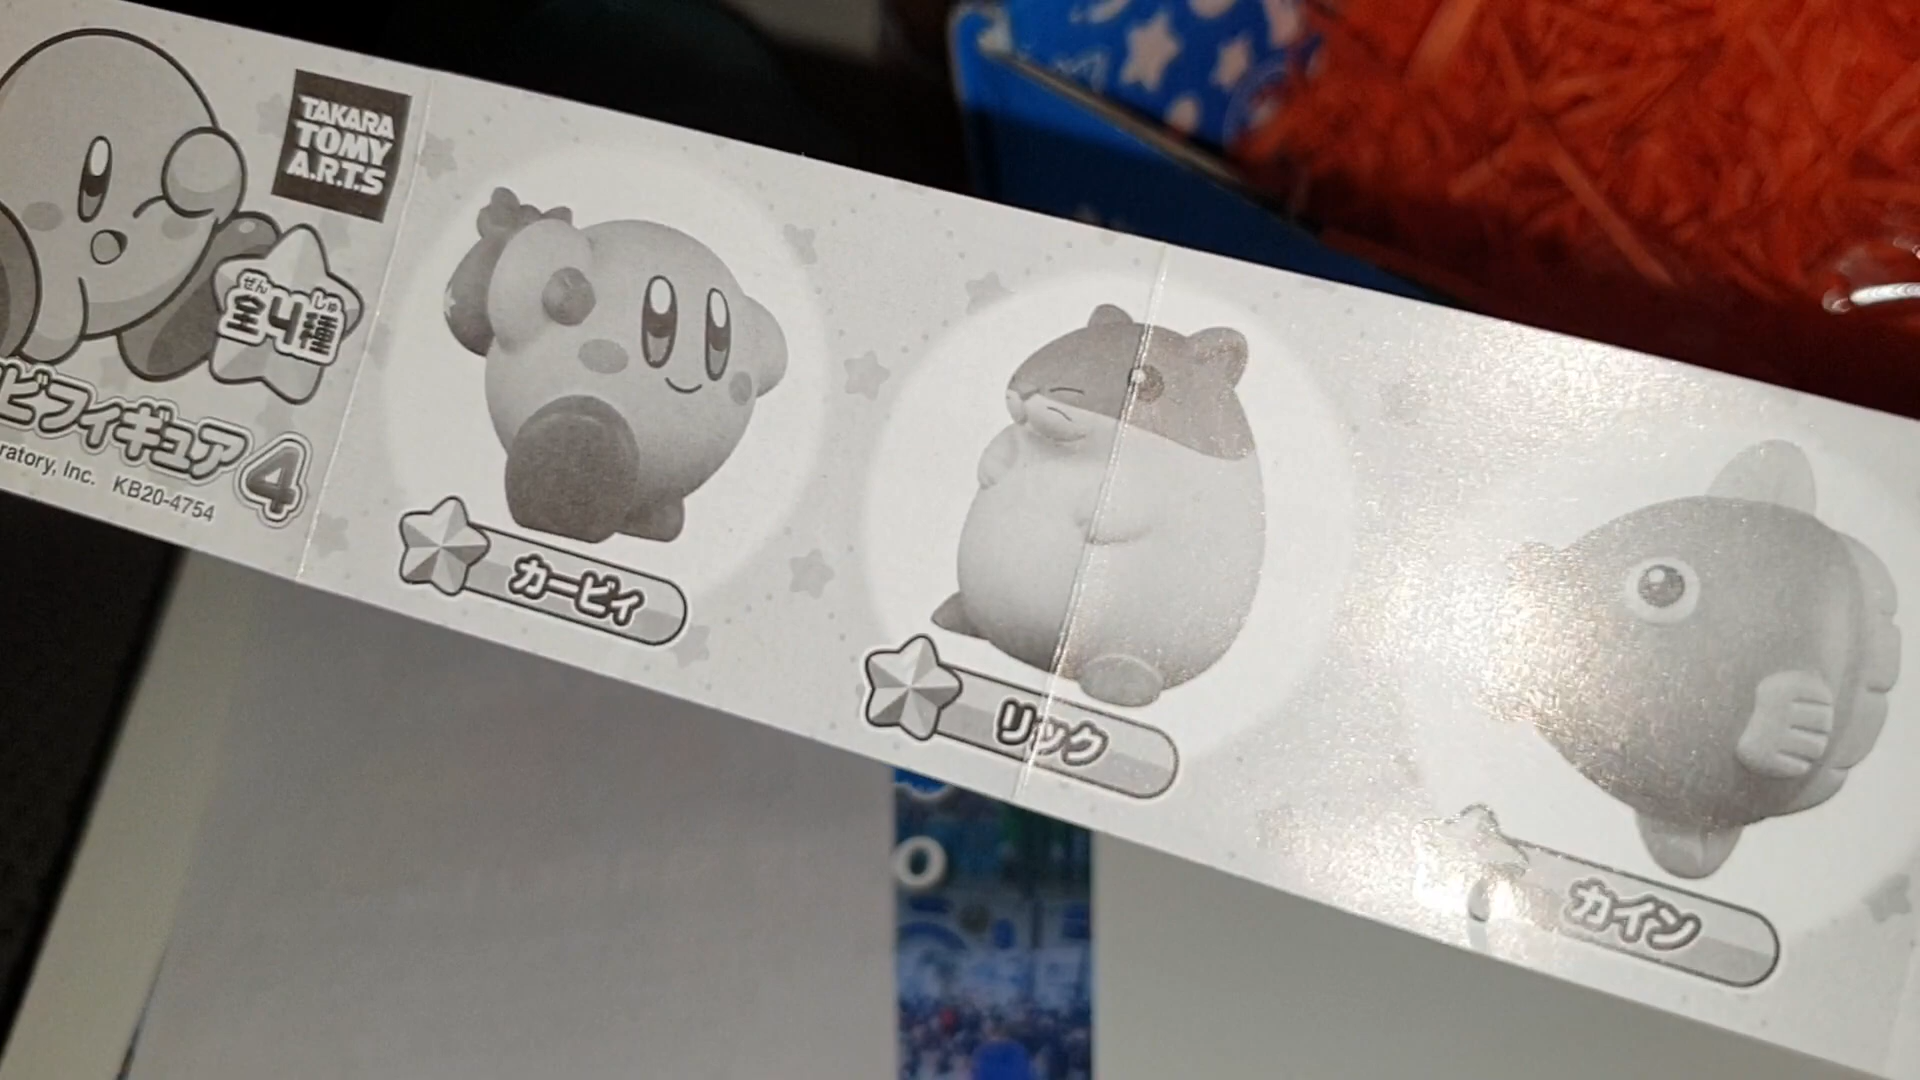 TAKARA
TOMY
A.R.T.S
ぜん しゅ
全4種
ビフィギュア4
ratory, Inc. KB20-4754
カービィ
リック
カイン